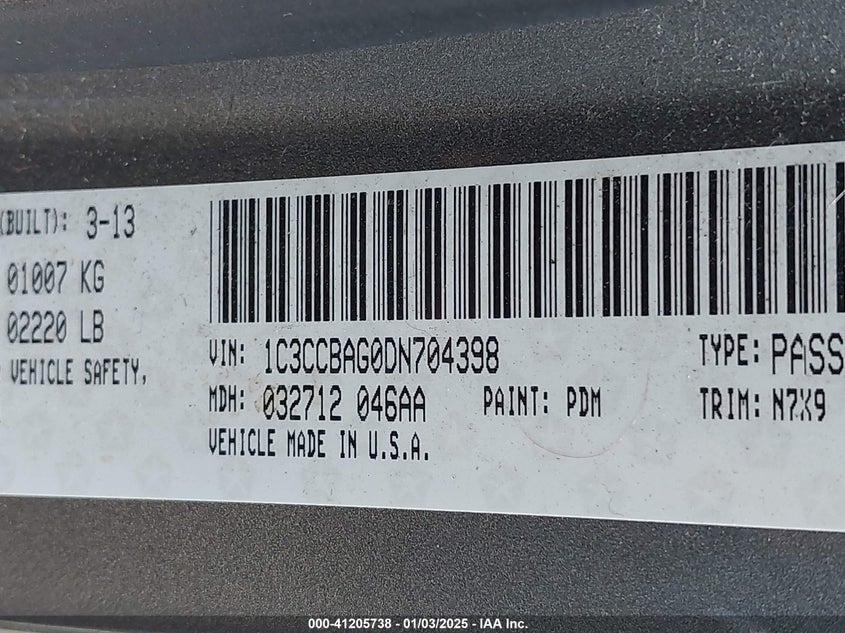 (BUILT): 3-13
01007 KG
02220 LB
VEHICLE SAFETY,
VIN: 1C3CCBAG0DN704398
TYPE: PASS
MDH: 032712 046AA
PAINT: PDM
TRIM: N7X9
VEHICLE MADE IN U.S.A.
000-41205738 - 01/03/2025 - IAA Inc.